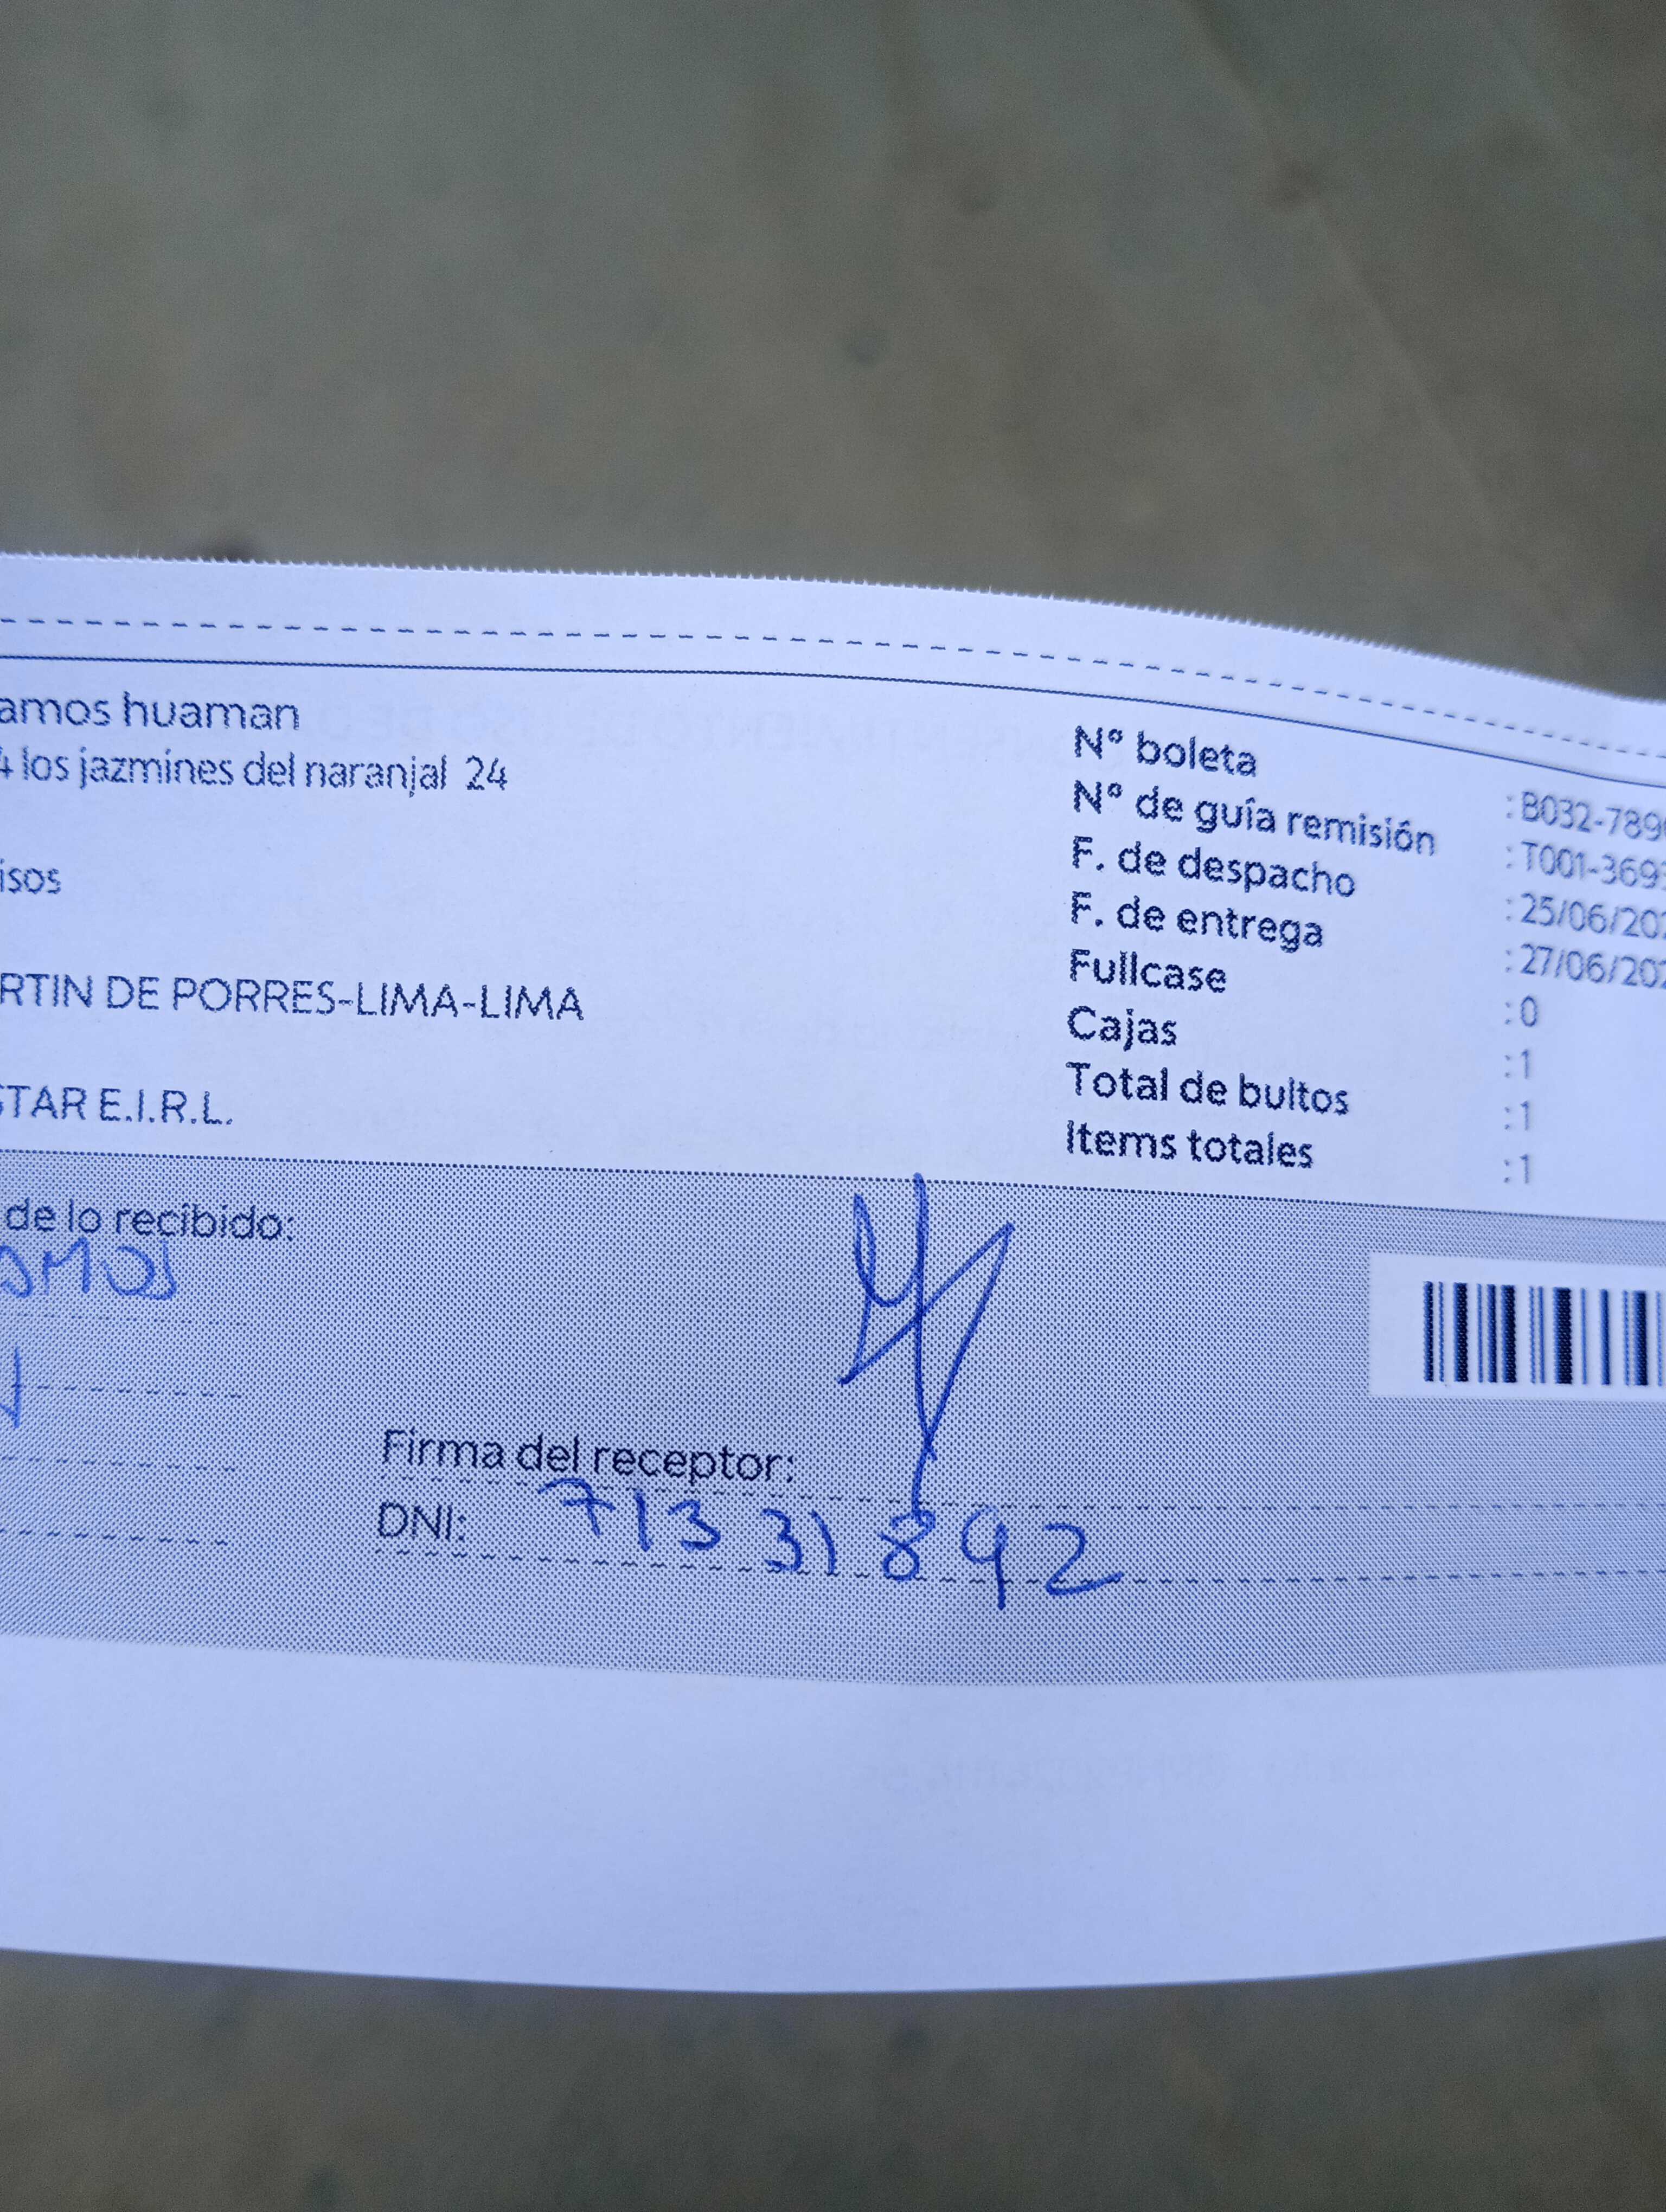 amos huaman
4 los jazmines del naranjal 24
isos
RTIN DE PORRES-LIMA-LIMA
STAR E.I.R.L.
N° boleta : B032-789
N° de guía remisión : T001-369
F. de despacho : 25/06/20
F. de entrega : 27/06/20
Fullcase : 0
Cajas : 1
Total de bultos : 1
Items totales : 1
de lo recibido:
AMOS
Firma del receptor:
DNI: 71331892